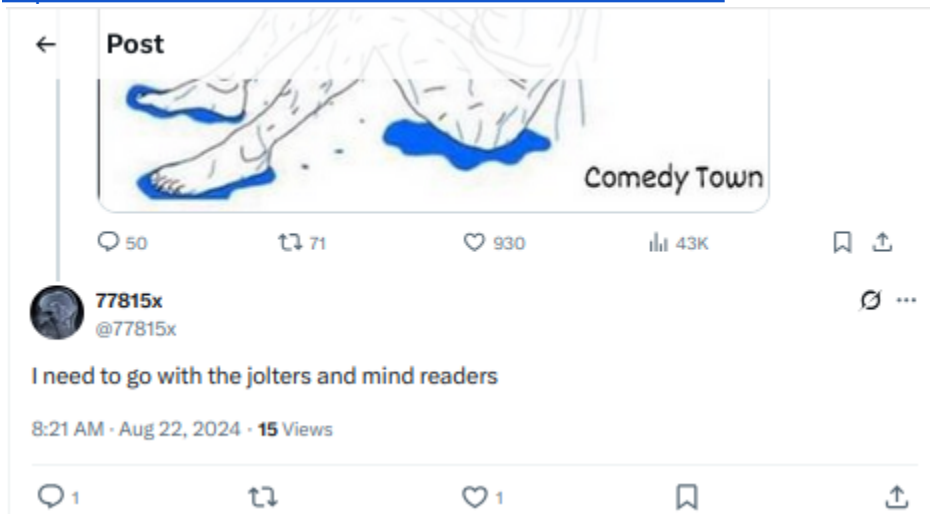 Post
Comedy Town
50 71 930 43K
77815x
@77815x
I need to go with the jolters and mind readers
8:21 AM · Aug 22, 2024 · 15 Views
1 1